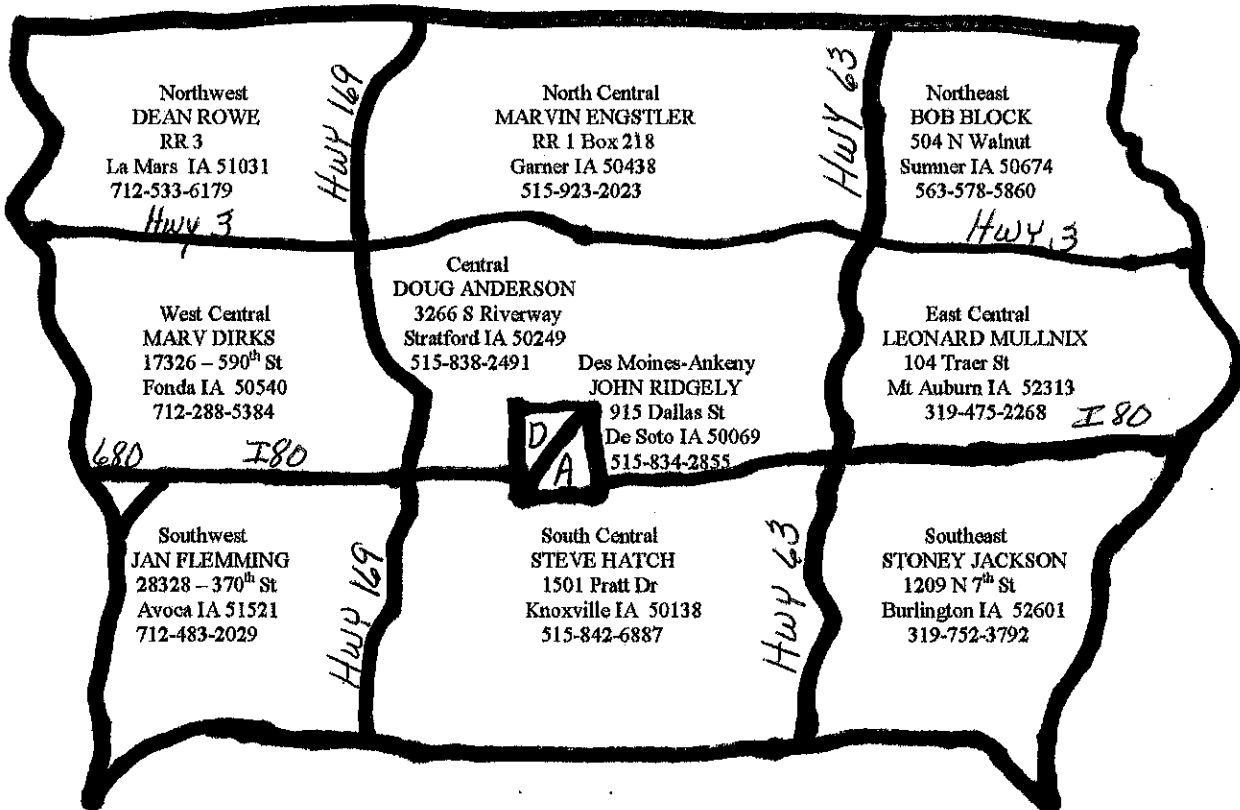 Northwest
DEAN ROWE
RR 3
La Mars IA 51031
712-533-6179
Hwy 169
North Central
MARVIN ENGSTLER
RR 1 Box 218
Garner IA 50438
515-923-2023
Hwy 63
Northeast
BOB BLOCK
504 N Walnut
Sumner IA 50674
563-578-5860
Hwy 3
Hwy 3
West Central
MARV DIRKS
17326 – 590th St
Fonda IA 50540
712-288-5384
Central
DOUG ANDERSON
3266 S Riverway
Stratford IA 50249
515-838-2491
Des Moines-Ankeny
JOHN RIDGELY
915 Dallas St
De Soto IA 50069
515-834-2855
D
A
East Central
LEONARD MULLNIX
104 Traer St
Mt Auburn IA 52313
319-475-2268
I80
680
I80
Southwest
JAN FLEMMING
28328 – 370th St
Avoca IA 51521
712-483-2029
Hwy 169
South Central
STEVE HATCH
1501 Pratt Dr
Knoxville IA 50138
515-842-6887
Hwy 63
Southeast
STONEY JACKSON
1209 N 7th St
Burlington IA 52601
319-752-3792